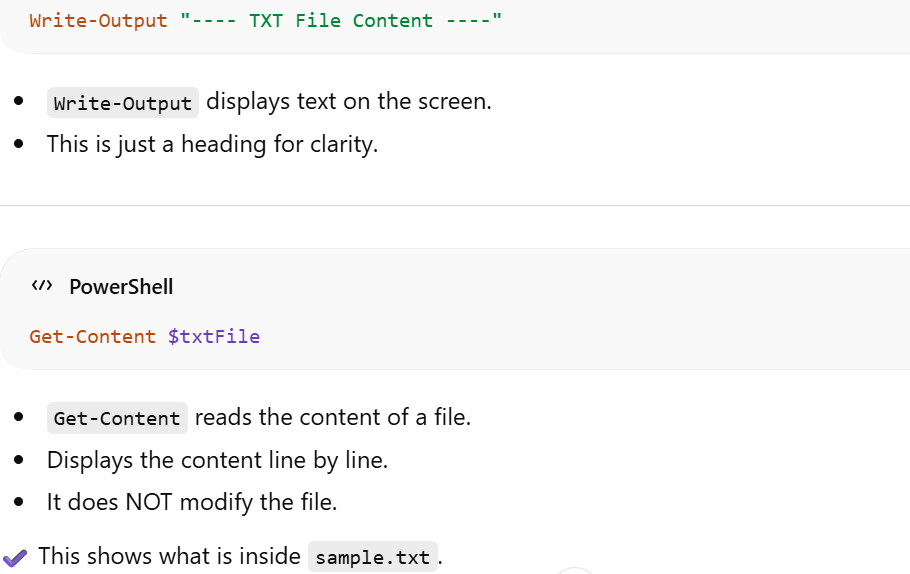 Write-Output "---- TXT File Content ----"
Write-Output displays text on the screen.
This is just a heading for clarity.
PowerShell
Get-Content $txtFile
Get-Content reads the content of a file.
Displays the content line by line.
It does NOT modify the file.
This shows what is inside sample.txt.